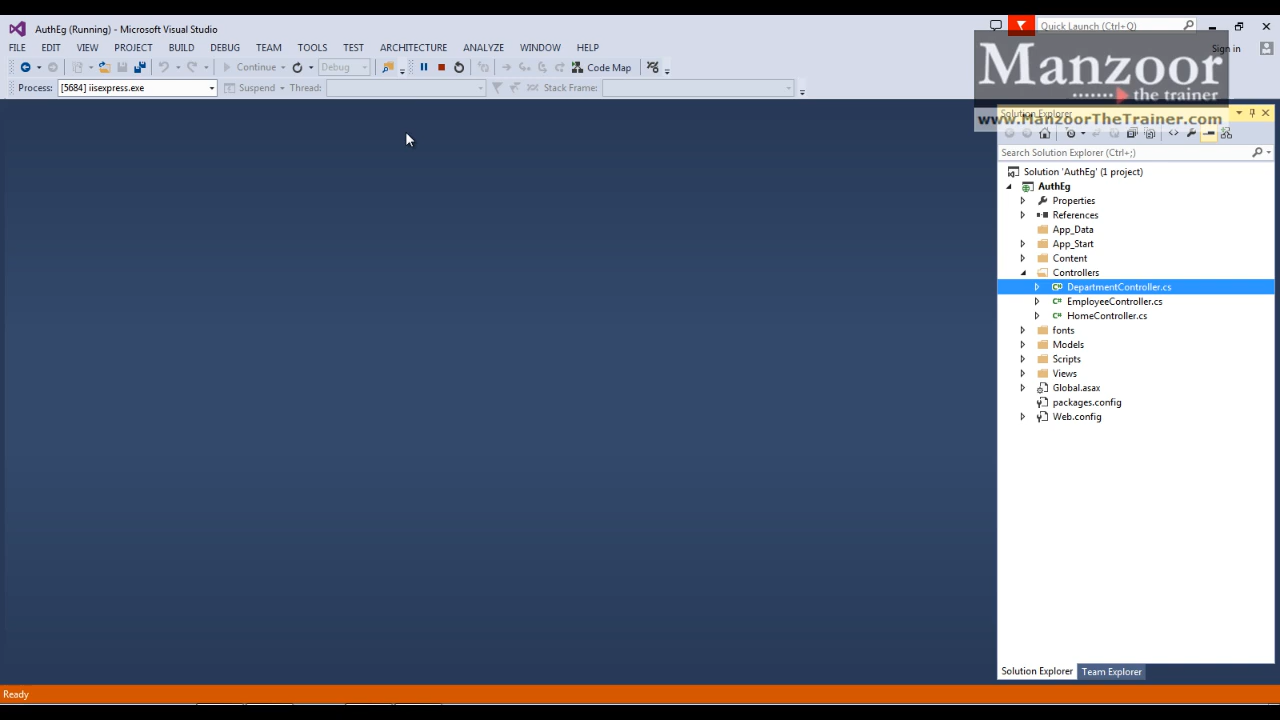 AuthEg (Running) - Microsoft Visual Studio
Quick Launch (Ctrl+Q)
FILE EDIT VIEW PROJECT BUILD DEBUG TEAM TOOLS TEST ARCHITECTURE ANALYZE WINDOW HELP
Sign in
Continue Debug Code Map
Process: [5684] iisexpress.exe Suspend Thread: Stack Frame:
Manzoor
the trainer
www.ManzoorTheTrainer.com
Solution Explorer
Search Solution Explorer (Ctrl+;)
Solution 'AuthEg' (1 project)
AuthEg
Properties
References
App_Data
App_Start
Content
Controllers
DepartmentController.cs
EmployeeController.cs
HomeController.cs
fonts
Models
Scripts
Views
Global.asax
packages.config
Web.config
Solution Explorer Team Explorer
Ready